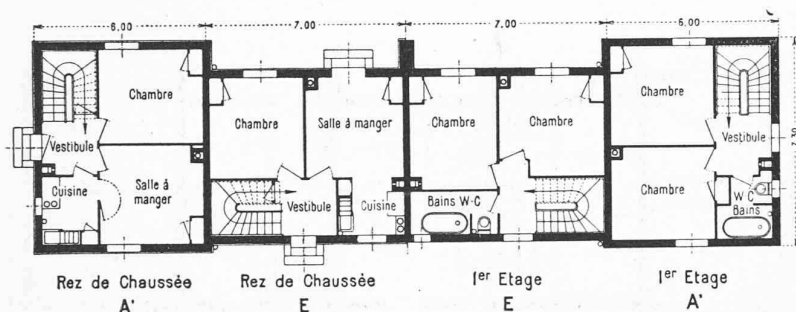 6,00 7,00 7,00 6,00
Chambre
Vestibule
Cuisine
Salle à manger
Chambre
Salle à manger
Vestibule
Cuisine
Chambre
Chambre
Bains W-C
Chambre
Vestibule
Chambre
W C
Bains
Rez de Chaussée
A'
Rez de Chaussée
E
1er Etage
E
1er Etage
A'